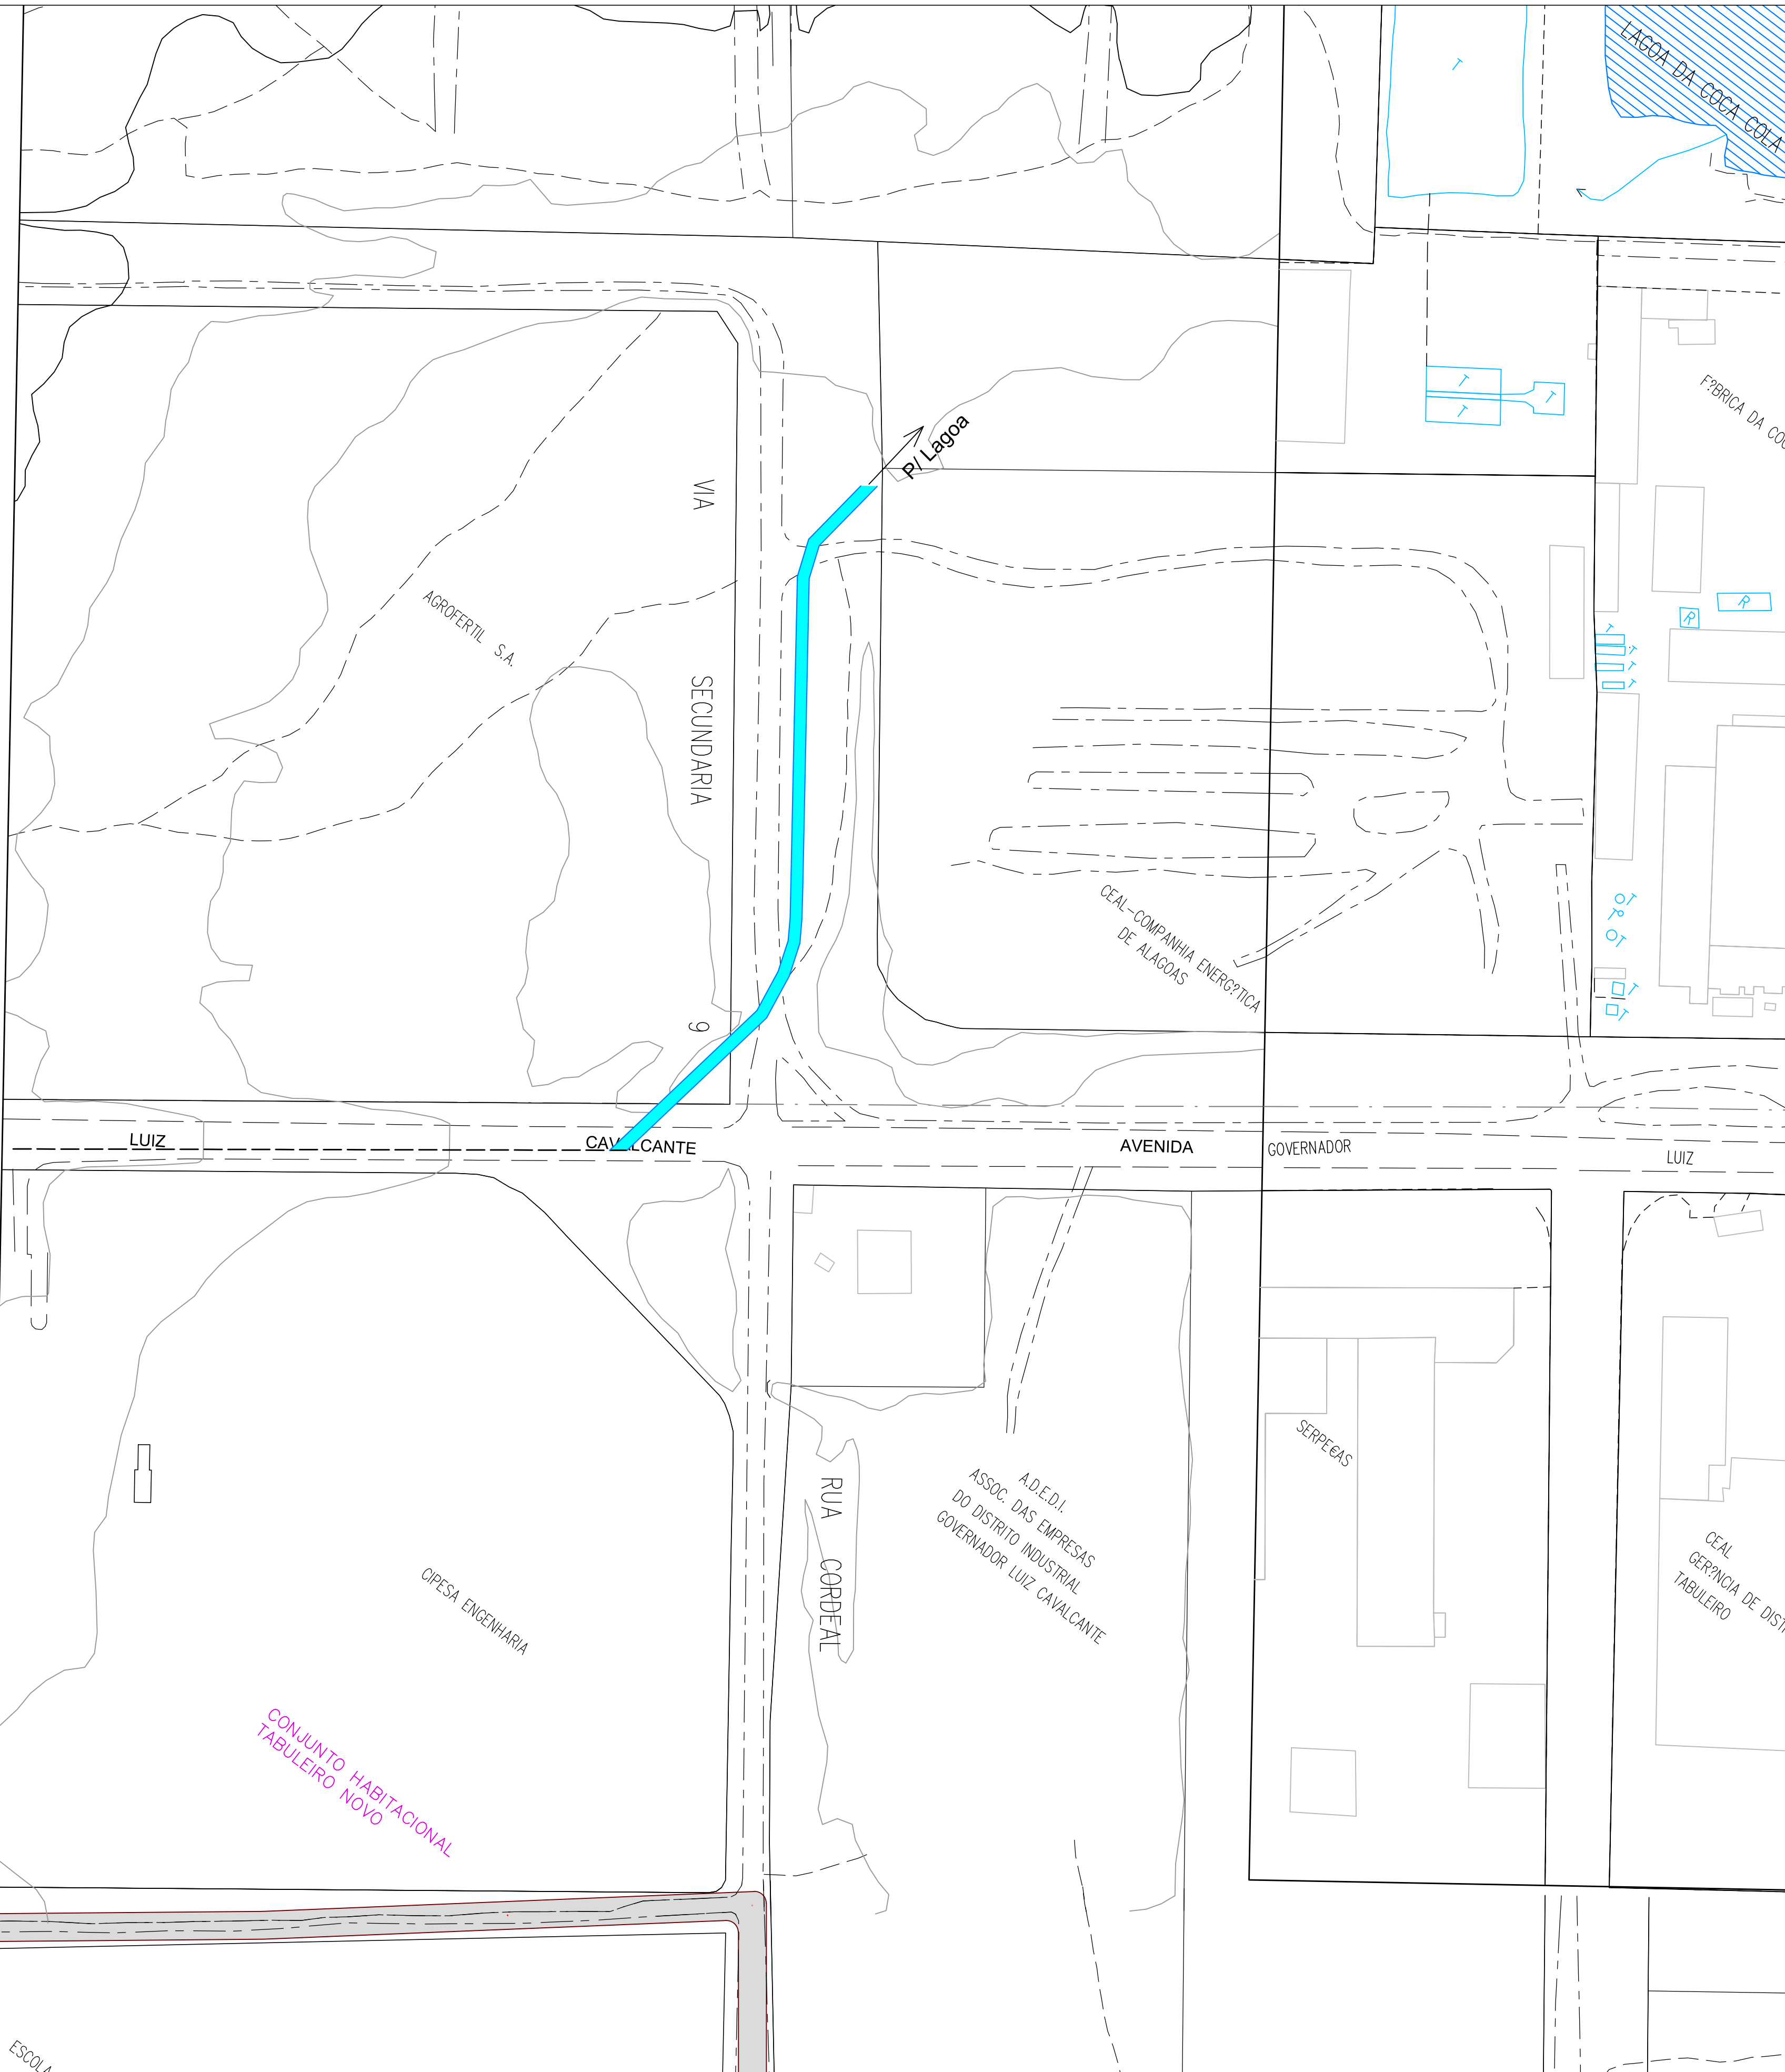 LAGOA DA COCA COLA
T
F?BRICA DA COC
T
T
T
P/ Lagoa
VIA
SECUNDARIA
9
AGROFERTIL S.A.
R
R
T
T
T
T
CEAL-COMPANHIA ENERG?TICA
DE ALAGOAS
T
T
T
T
T
LUIZ
CAVALCANTE
AVENIDA
GOVERNADOR
LUIZ
SERPE€AS
RUA CORDEAL
A.D.E.D.I.
ASSOC. DAS EMPRESAS
DO DISTRITO INDUSTRIAL
GOVERNADOR LUIZ CAVALCANTE
CEAL
GER?NCIA DE DISTR
TABULEIRO
CIPESA ENGENHARIA
CONJUNTO HABITACIONAL
TABULEIRO NOVO
ESCOLA